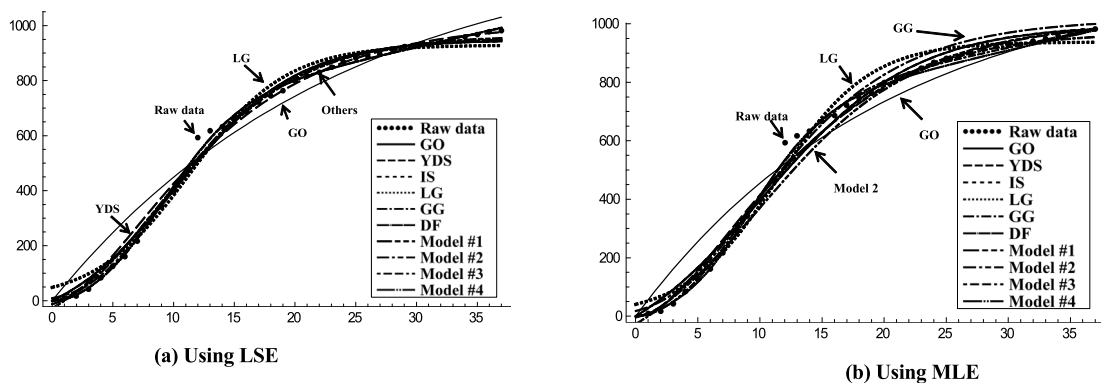 1000
800
600
400
200
0
0 5 10 15 20 25 30 35
LG
Raw data
YDS
Others
GO
Raw data
GO
YDS
IS
LG
GG
DF
Model #1
Model #2
Model #3
Model #4
(a) Using LSE
1000
800
600
400
200
0
0 5 10 15 20 25 30 35
GG
LG
Raw data
GO
Model 2
Raw data
GO
YDS
IS
LG
GG
DF
Model #1
Model #2
Model #3
Model #4
(b) Using MLE